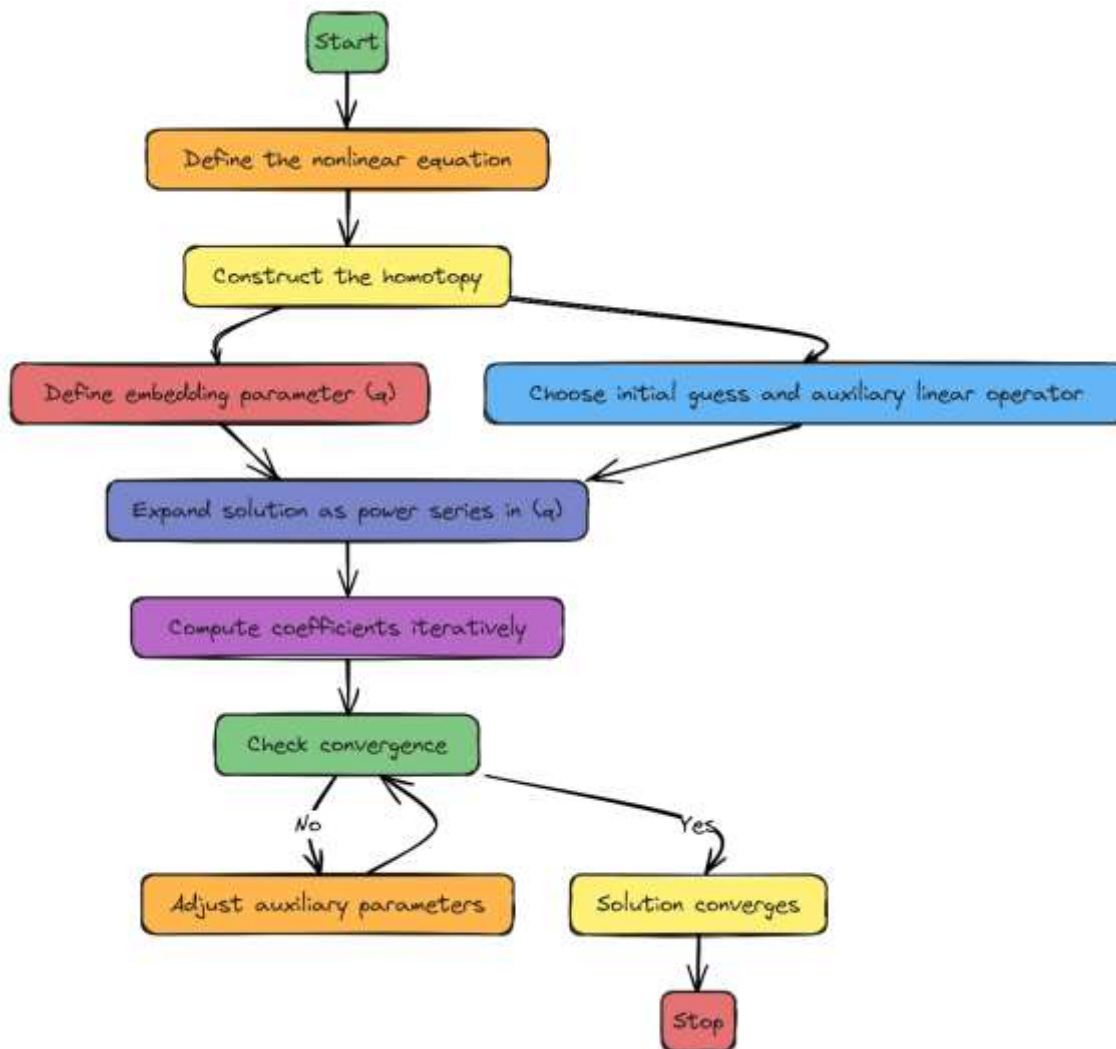 Start
Define the nonlinear equation
Construct the homotopy
Define embedding parameter (q)
Choose initial guess and auxiliary linear operator
Expand solution as power series in (q)
Compute coefficients iteratively
Check convergence
No
Yes
Adjust auxiliary parameters
Solution converges
Stop